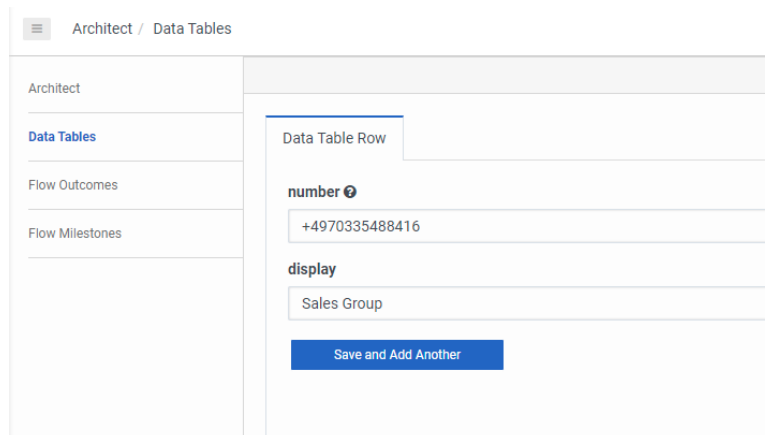 Architect / Data Tables
Architect
Data Tables
Flow Outcomes
Flow Milestones
Data Table Row
number
+4970335488416
display
Sales Group
Save and Add Another